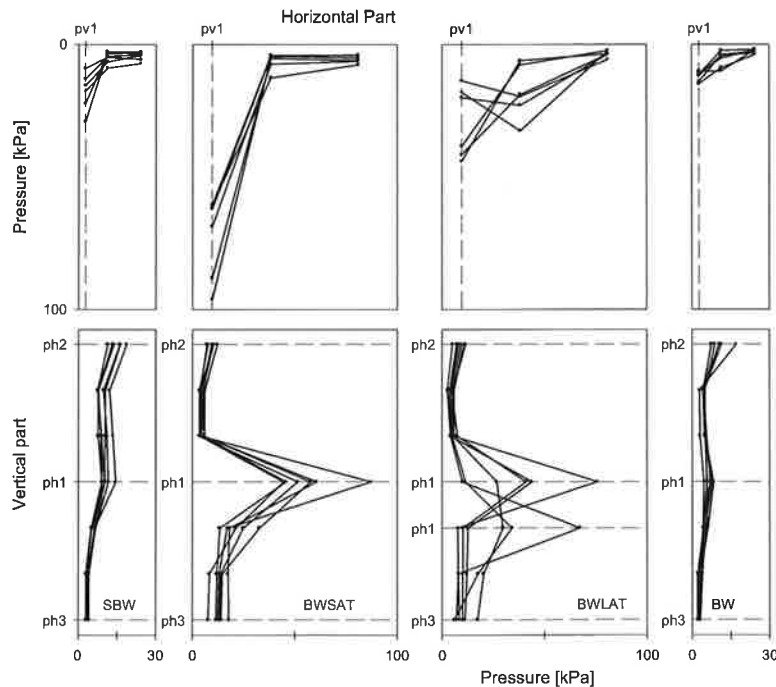 Horizontal Part
pv1 pv1 pv1 pv1
0
Pressure [kPa]
100
ph2 ph2 ph2 ph2
Vertical part
ph1 ph1 ph1 ph1
ph1
SBW BWSAT BWLAT BW
ph3 ph3 ph3 ph3
0 30 0 100 0 100 0 30
Pressure [kPa]